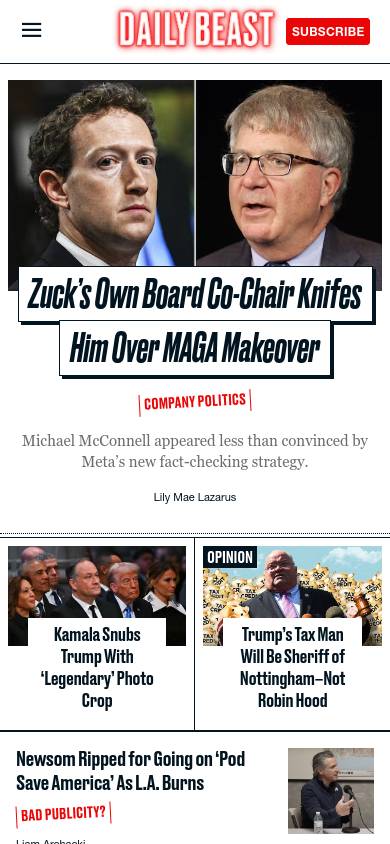 DAILY BEAST
SUBSCRIBE
Zuck's Own Board Co-Chair Knifes
Him Over MAGA Makeover
COMPANY POLITICS
Michael McConnell appeared less than convinced by
Meta's new fact-checking strategy.
Lily Mae Lazarus
Kamala Snubs
Trump With
‘Legendary’ Photo
Crop
OPINION
TAX CREDIT
Trump's Tax Man
Will Be Sheriff of
Nottingham—Not
Robin Hood
Newsom Ripped for Going on ‘Pod
Save America’ As L.A. Burns
BAD PUBLICITY?